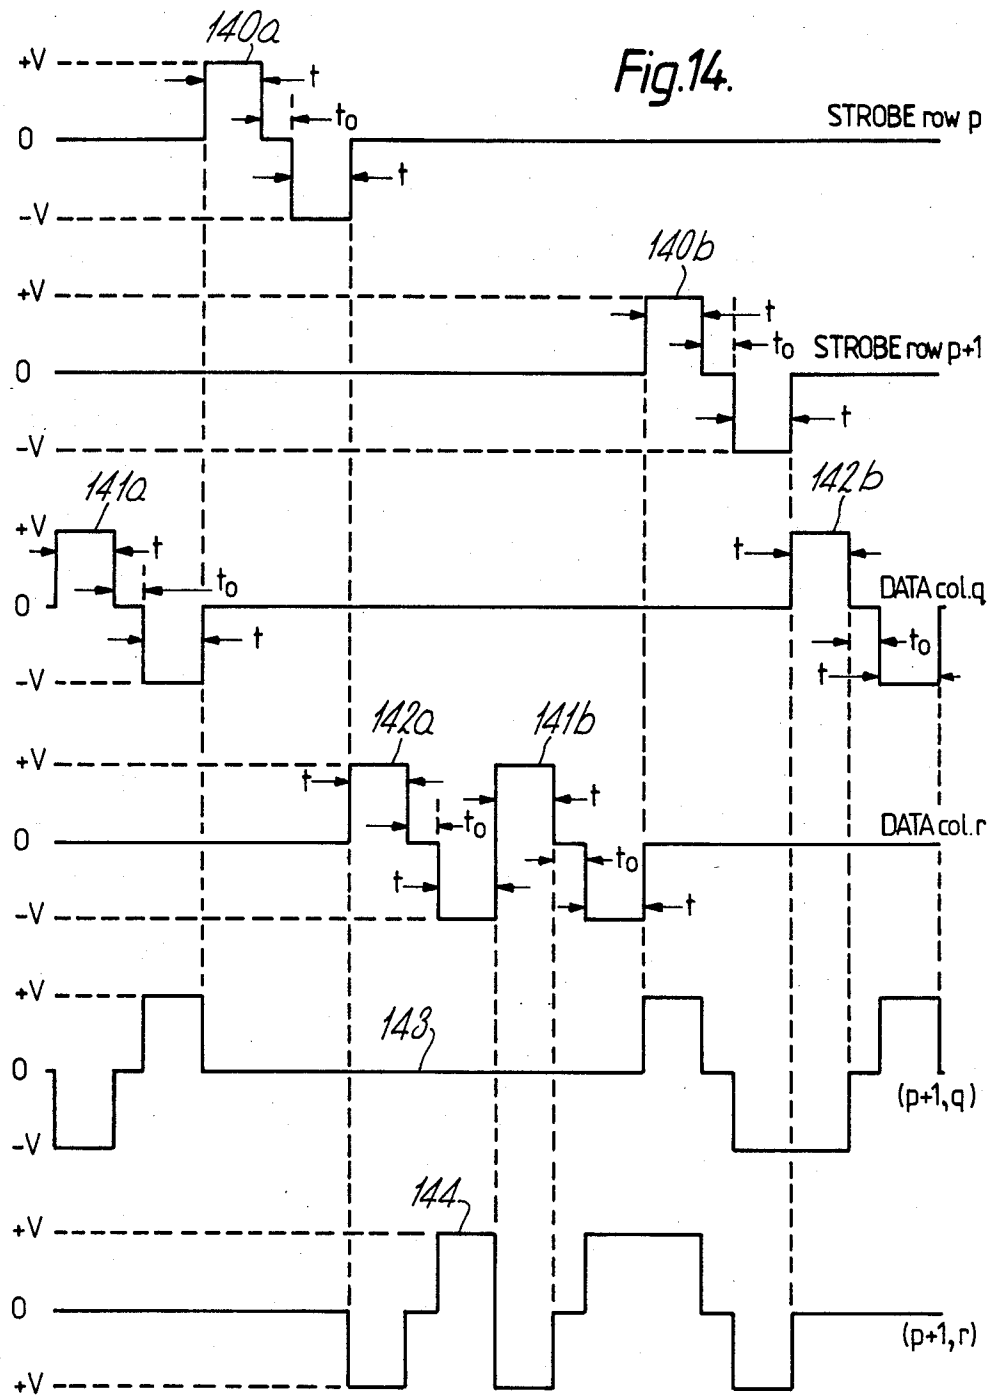 140a
Fig.14.
+V
t
t₀
STROBE row p
0
t
-V
140b
+V
t
t₀
STROBE row p+1
0
t
-V
141a
142b
+V
t
t
t₀
DATA col.q
0
t
t₀
t
-V
142a
141b
+V
t
t
t₀
DATA col.r
0
t₀
t
t
-V
+V
143
0
(p+1,q)
-V
144
+V
0
(p+1,r)
+V